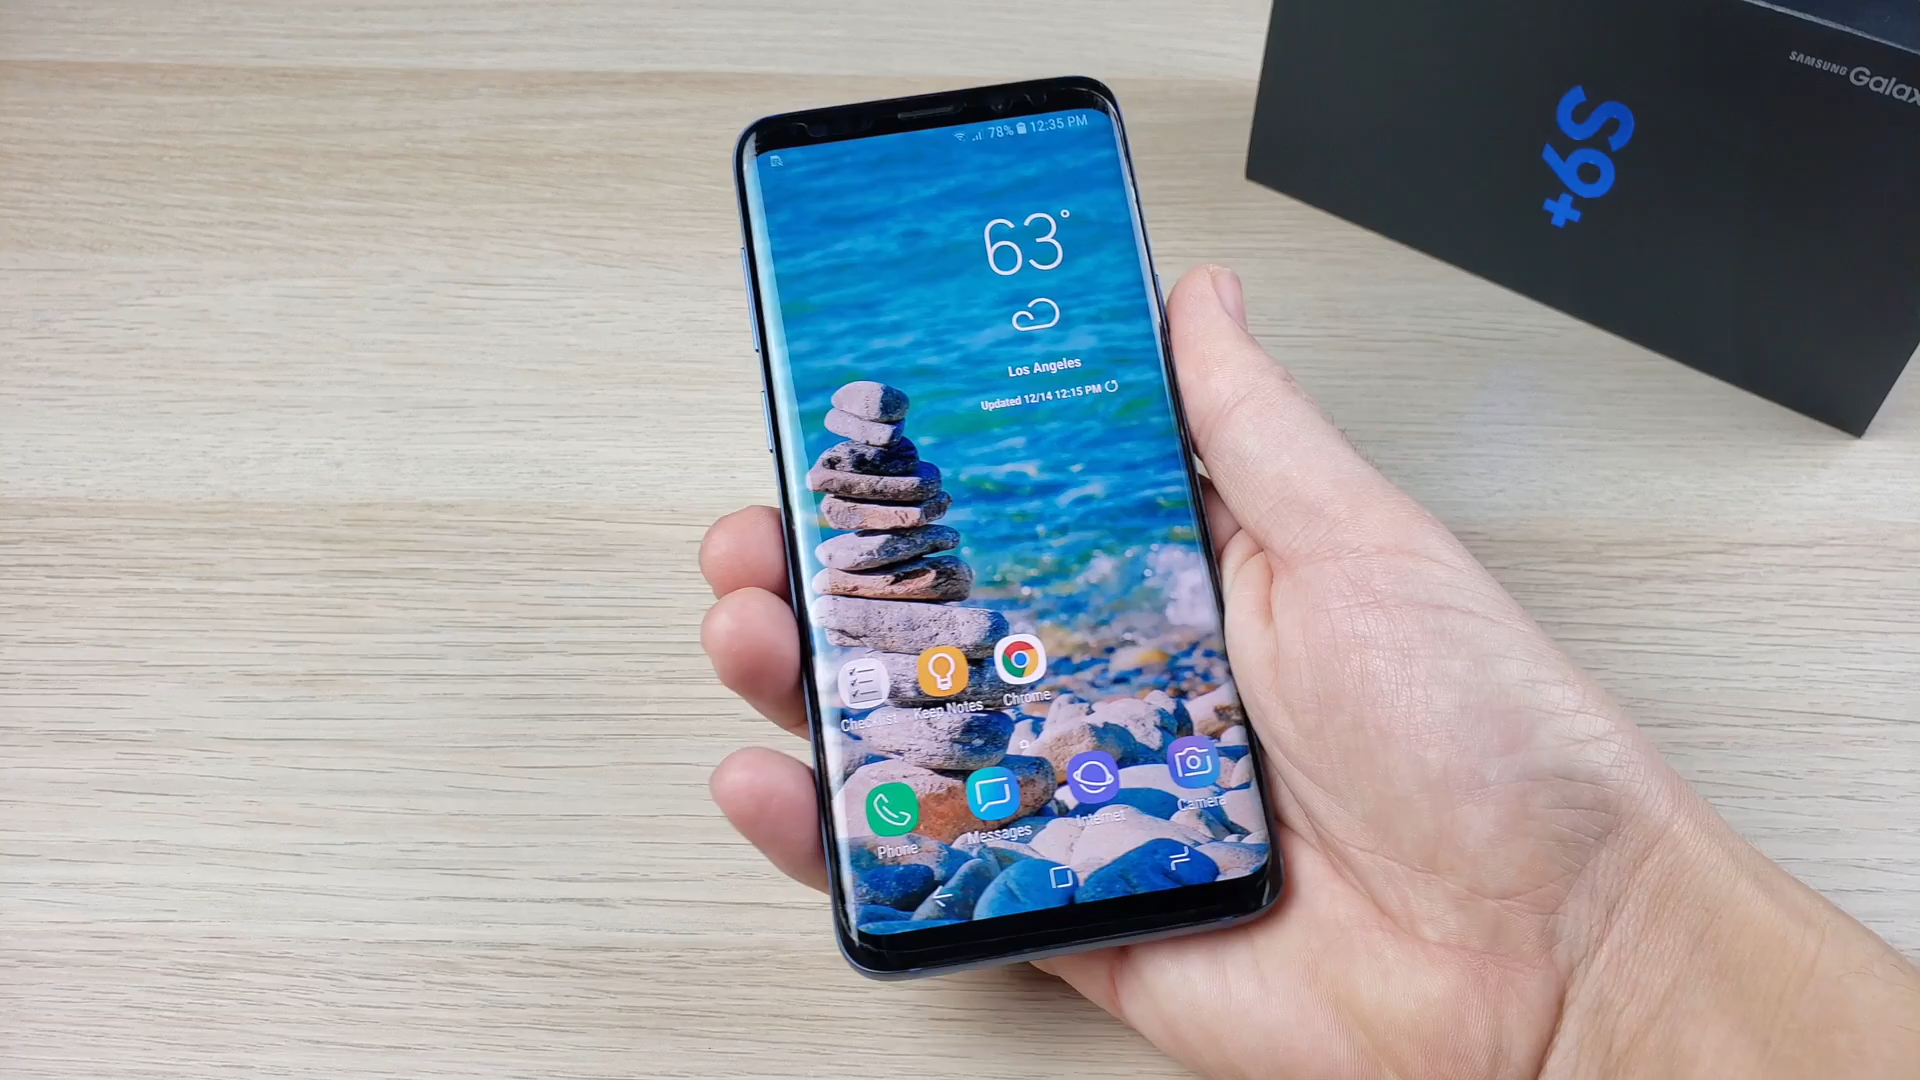 78% 12:35 PM
63°
Los Angeles
Updated 12/14 12:15 PM
Checklist Keep Notes Chrome
Phone Messages Internet Camera
SAMSUNG Galax
S9+